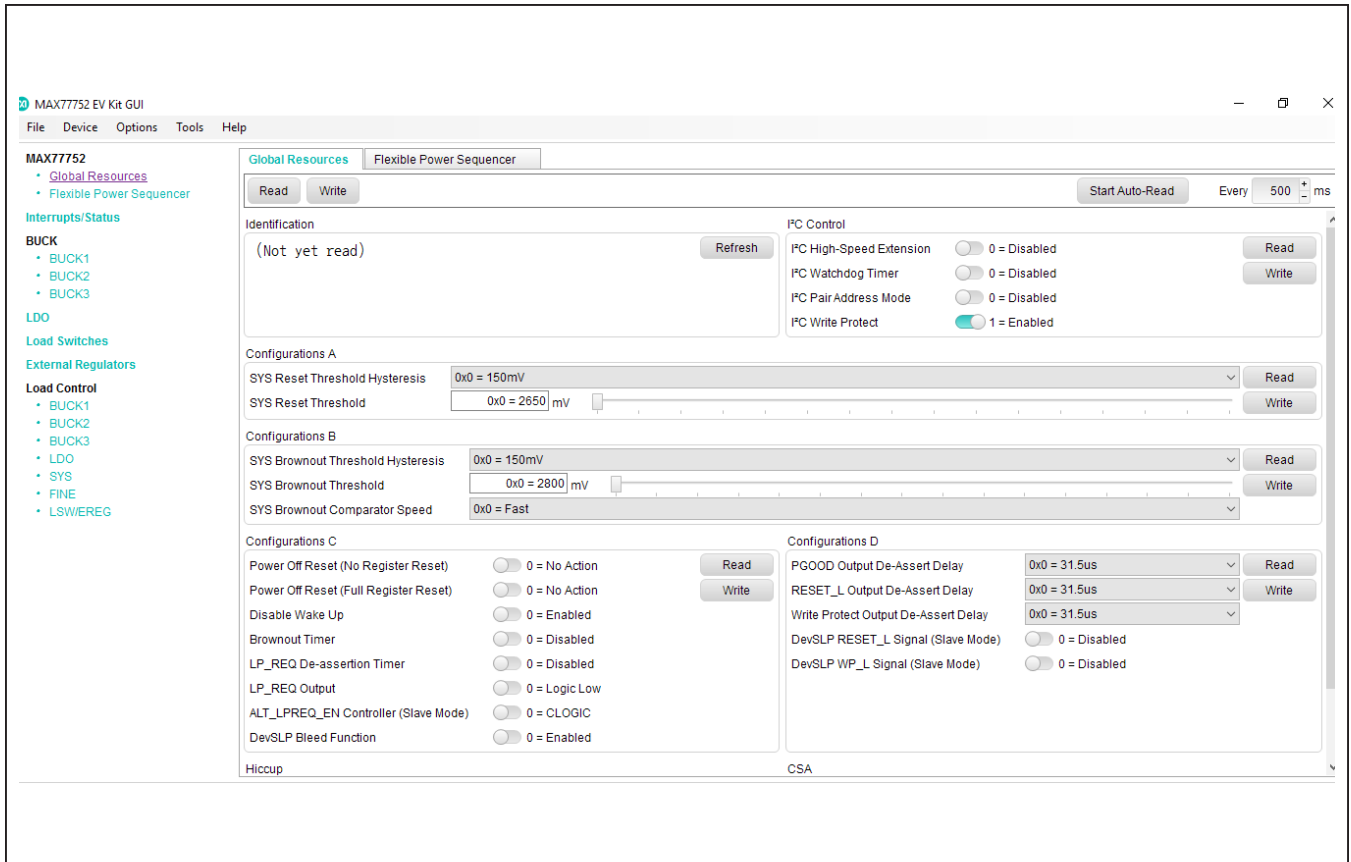 MAX77752 EV Kit GUI
File Device Options Tools Help
MAX77752
• Global Resources
• Flexible Power Sequencer
Interrupts/Status
BUCK
• BUCK1
• BUCK2
• BUCK3
LDO
Load Switches
External Regulators
Load Control
• BUCK1
• BUCK2
• BUCK3
• LDO
• SYS
• FINE
• LSW/EREG
Global Resources Flexible Power Sequencer
Read Write Start Auto-Read Every 500 + - ms
Identification
(Not yet read) Refresh
I²C Control
I²C High-Speed Extension 0 = Disabled Read
I²C Watchdog Timer 0 = Disabled Write
I²C Pair Address Mode 0 = Disabled
I²C Write Protect 1 = Enabled
Configurations A
SYS Reset Threshold Hysteresis 0x0 = 150mV Read
SYS Reset Threshold 0x0 = 2650 mV Write
Configurations B
SYS Brownout Threshold Hysteresis 0x0 = 150mV Read
SYS Brownout Threshold 0x0 = 2800 mV Write
SYS Brownout Comparator Speed 0x0 = Fast
Configurations C
Power Off Reset (No Register Reset) 0 = No Action Read
Power Off Reset (Full Register Reset) 0 = No Action Write
Disable Wake Up 0 = Enabled
Brownout Timer 0 = Disabled
LP_REQ De-assertion Timer 0 = Disabled
LP_REQ Output 0 = Logic Low
ALT_LPREQ_EN Controller (Slave Mode) 0 = CLOGIC
DevSLP Bleed Function 0 = Enabled
Configurations D
PGOOD Output De-Assert Delay 0x0 = 31.5us Read
RESET_L Output De-Assert Delay 0x0 = 31.5us Write
Write Protect Output De-Assert Delay 0x0 = 31.5us
DevSLP RESET_L Signal (Slave Mode) 0 = Disabled
DevSLP WP_L Signal (Slave Mode) 0 = Disabled
Hiccup
CSA